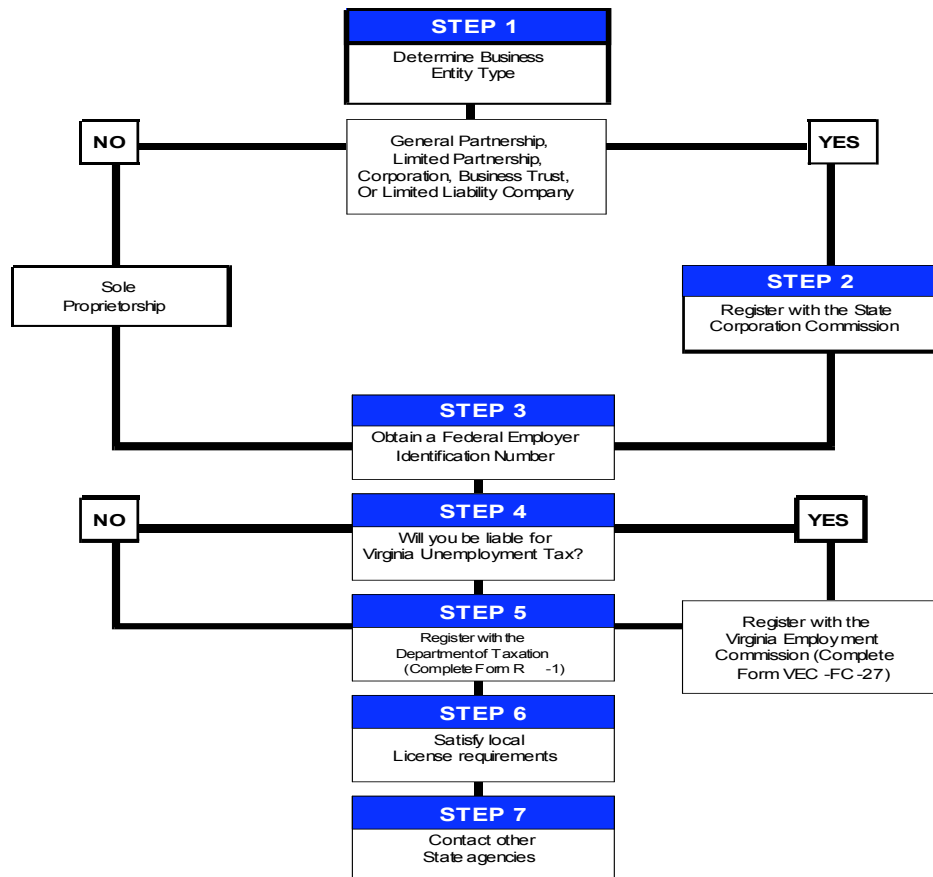 STEP 1
Determine Business
Entity Type
NO
General Partnership,
Limited Partnership,
Corporation, Business Trust,
Or Limited Liability Company
YES
Sole
Proprietorship
STEP 2
Register with the State
Corporation Commission
STEP 3
Obtain a Federal Employer
Identification Number
NO
STEP 4
Will you be liable for
Virginia Unemployment Tax?
YES
STEP 5
Register with the
Department of Taxation
(Complete Form R -1)
Register with the
Virginia Employment
Commission (Complete
Form VEC -FC -27)
STEP 6
Satisfy local
License requirements
STEP 7
Contact other
State agencies